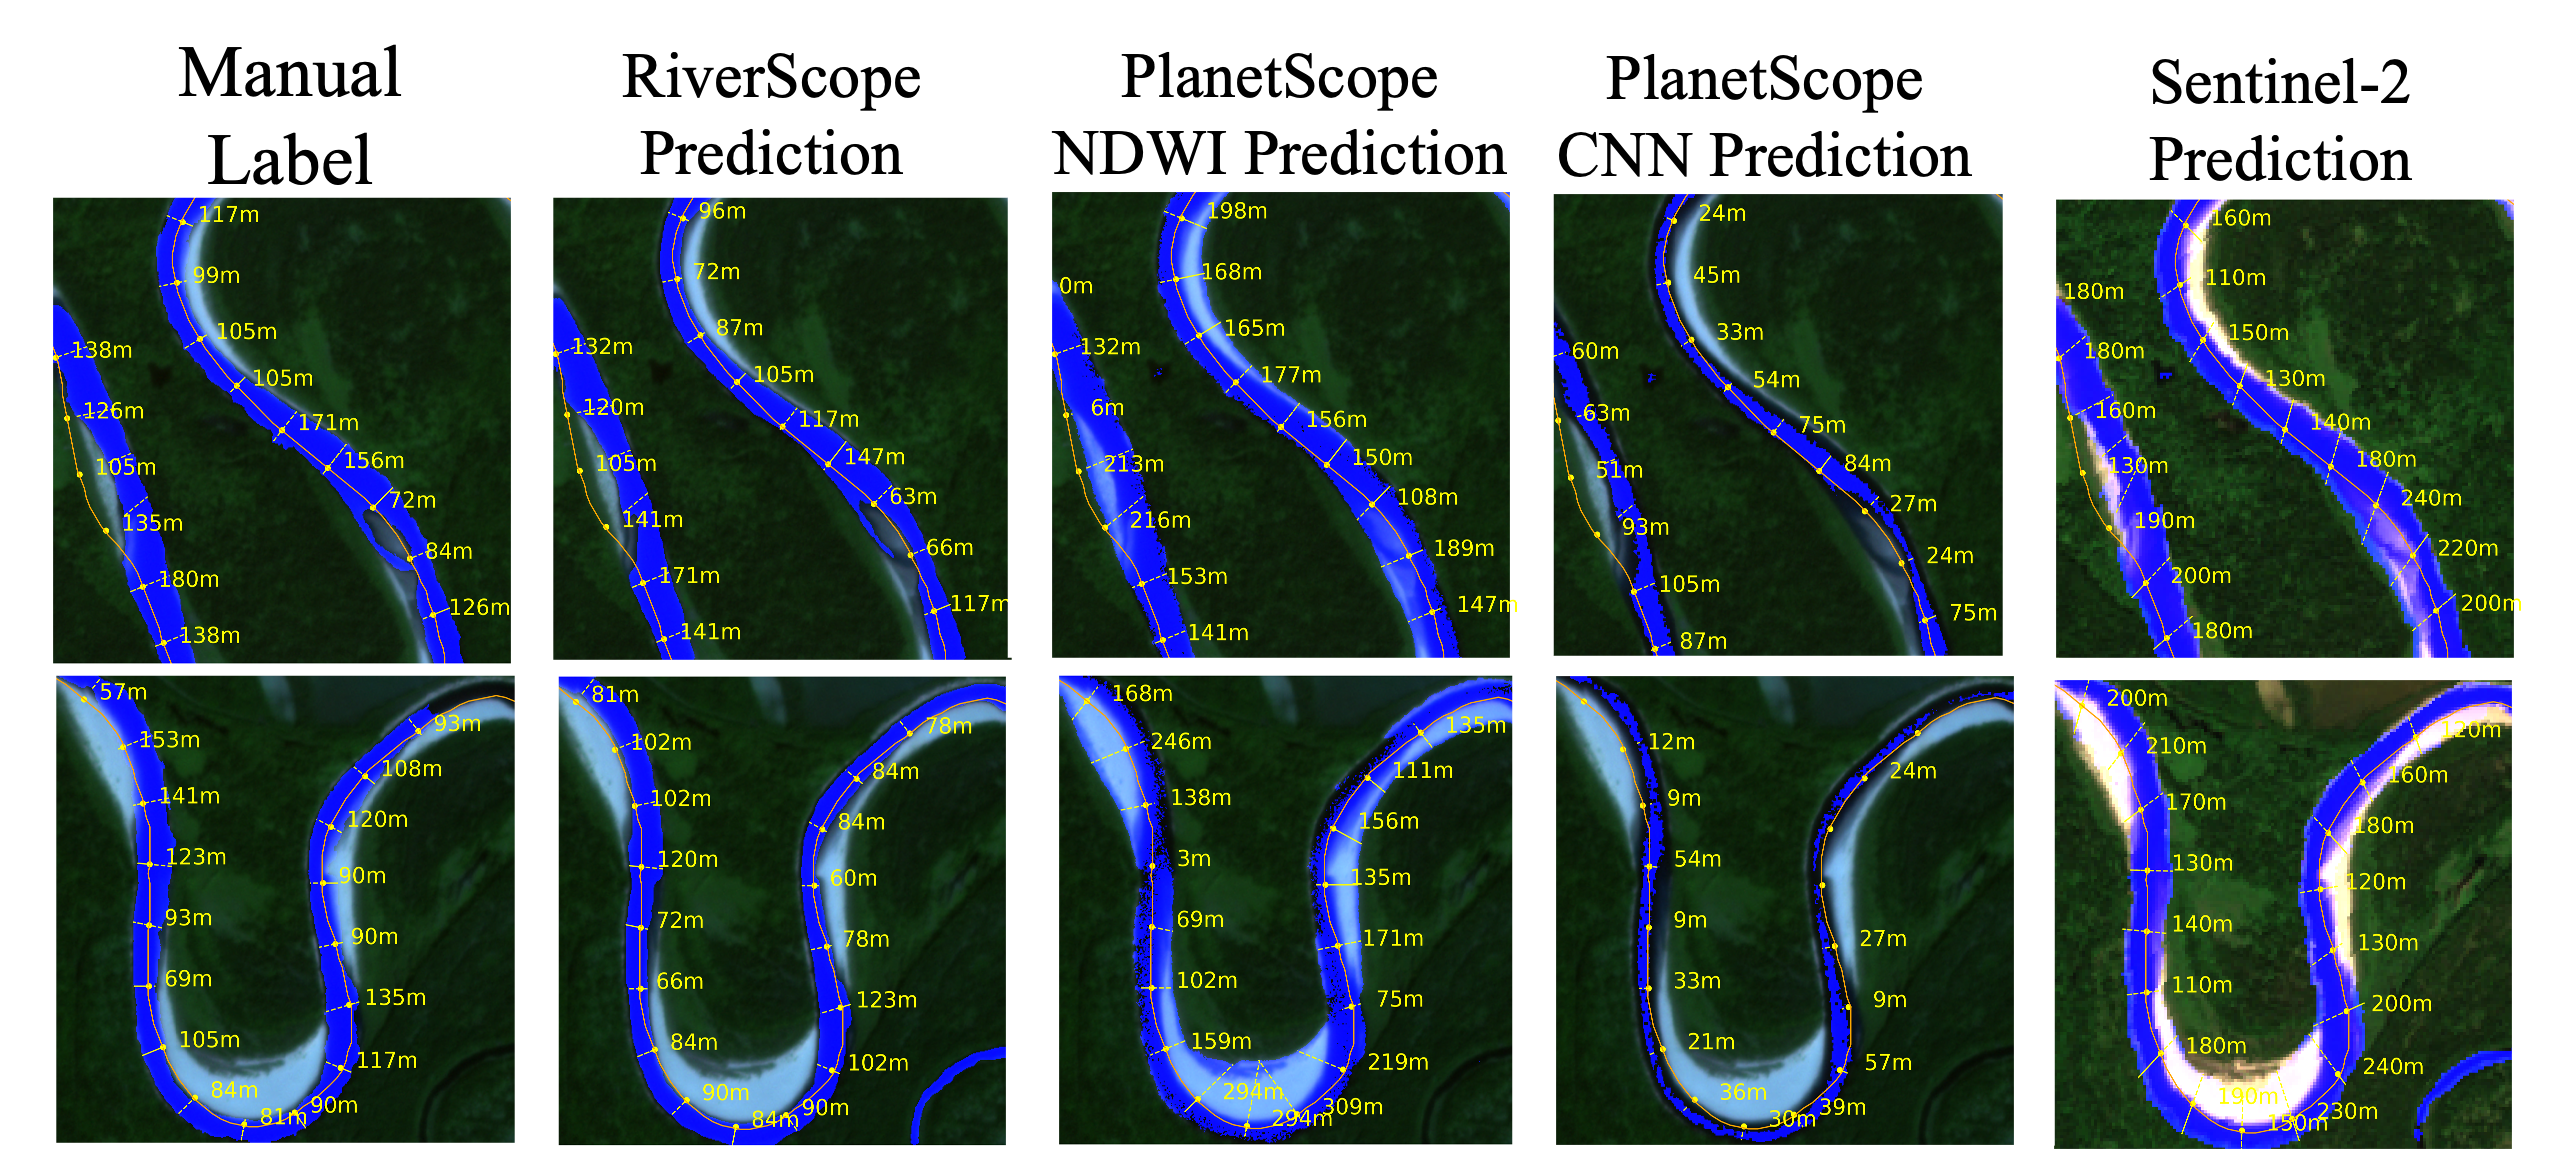 Manual
Label
RiverScope
Prediction
PlanetScope
NDWI Prediction
PlanetScope
CNN Prediction
Sentinel-2
Prediction
117m
99m
105m
138m
105m
126m
171m
105m
156m
135m
72m
180m
84m
138m
126m
96m
72m
87m
132m
105m
120m
117m
105m
147m
141m
63m
171m
66m
141m
117m
198m
0m
168m
165m
132m
177m
6m
156m
213m
150m
216m
108m
153m
189m
141m
147m
24m
45m
33m
60m
54m
63m
75m
51m
84m
93m
27m
105m
24m
87m
75m
160m
180m
110m
150m
180m
130m
160m
140m
130m
180m
190m
240m
200m
220m
180m
200m
57m
153m
93m
141m
108m
123m
120m
93m
90m
69m
90m
105m
135m
84m
117m
81m
90m
81m
102m
78m
102m
84m
120m
84m
72m
60m
66m
78m
84m
123m
90m
102m
84m
90m
168m
246m
135m
138m
111m
3m
156m
69m
135m
102m
171m
159m
75m
294m
219m
294m
309m
12m
9m
24m
54m
9m
27m
33m
9m
21m
57m
36m
30m
39m
200m
210m
120m
170m
160m
130m
180m
140m
120m
110m
130m
180m
200m
190m
240m
150m
230m